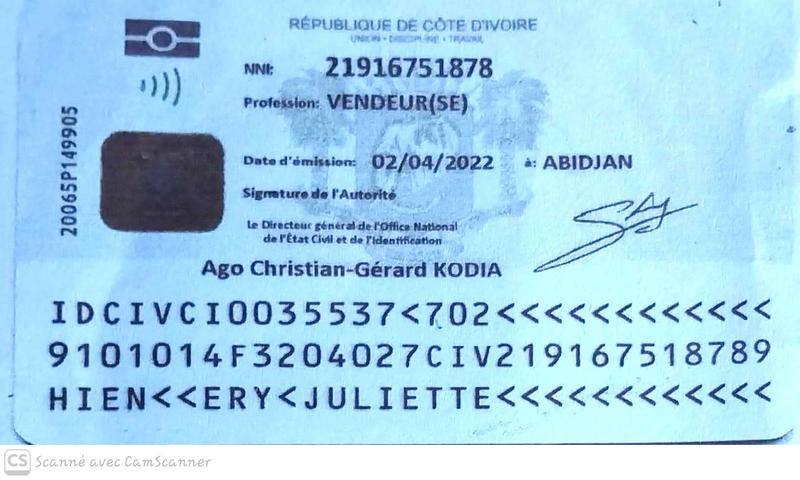 RÉPUBLIQUE DE CÔTE D'IVOIRE
UNION - DISCIPLINE - TRAVAIL
NNI: 21916751878
Profession: VENDEUR(SE)
20065P149905
Date d'émission: 02/04/2022 à: ABIDJAN
Signature de l'Autorité
Le Directeur général de l'Office National
de l'État Civil et de l'Identification
Ago Christian-Gérard KODIA
IDCIVCI0035537<702<<<<<<<<<<<<
9101014F3204027CIV219167518789
HIEN<<ERY<JULIETTE<<<<<<<<<<<<
CS Scanné avec CamScanner